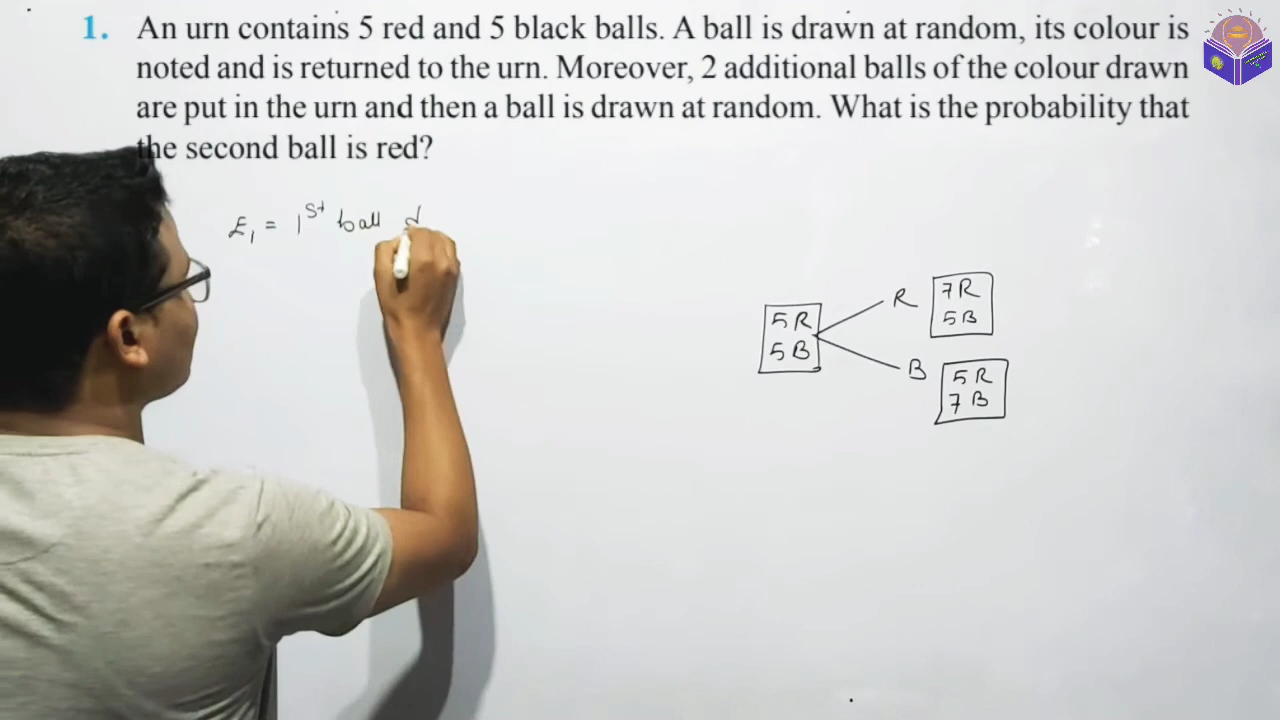 1. An urn contains 5 red and 5 black balls. A ball is drawn at random, its colour is
noted and is returned to the urn. Moreover, 2 additional balls of the colour drawn
are put in the urn and then a ball is drawn at random. What is the probability that
the second ball is red?
E₁ = 1st ball d
5R
5B
R
7R
5B
B
5R
7B